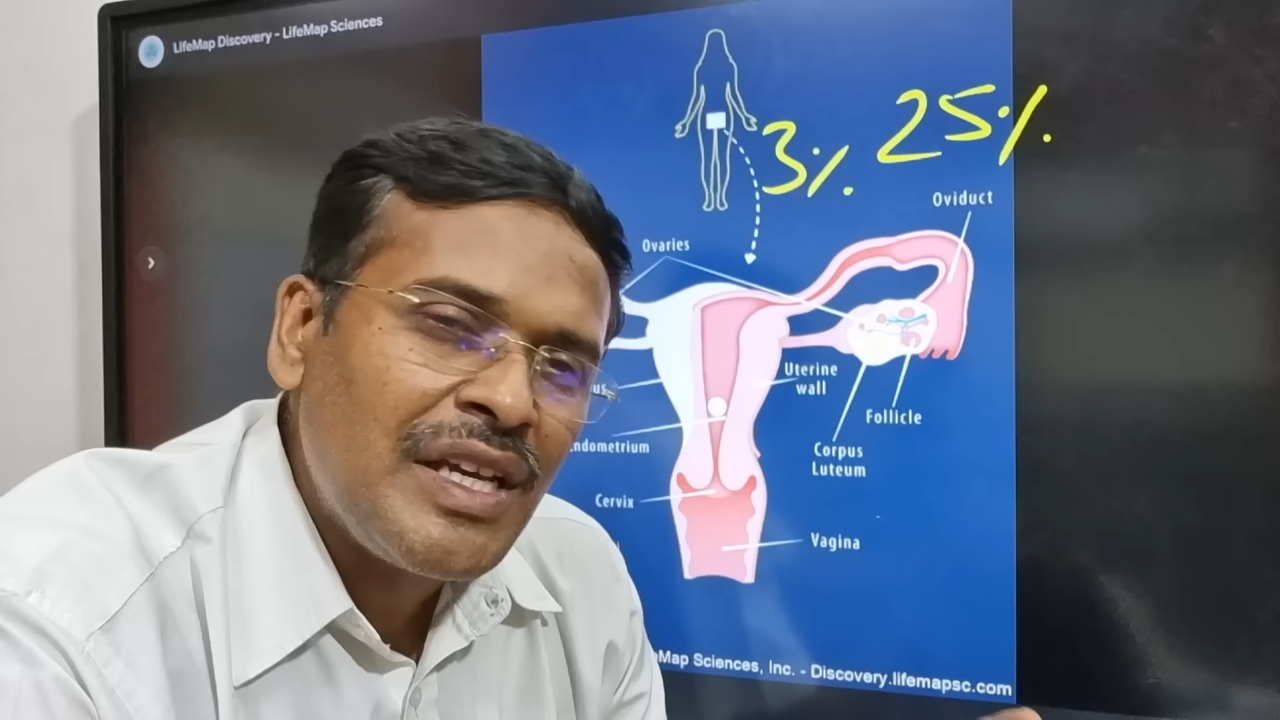 LifeMap Discovery - LifeMap Sciences
3% 25%
Oviduct
Ovaries
Uterine
wall
Follicle
Corpus
Luteum
Cervix
Vagina
Map Sciences, Inc. - Discovery.lifemapsc.com